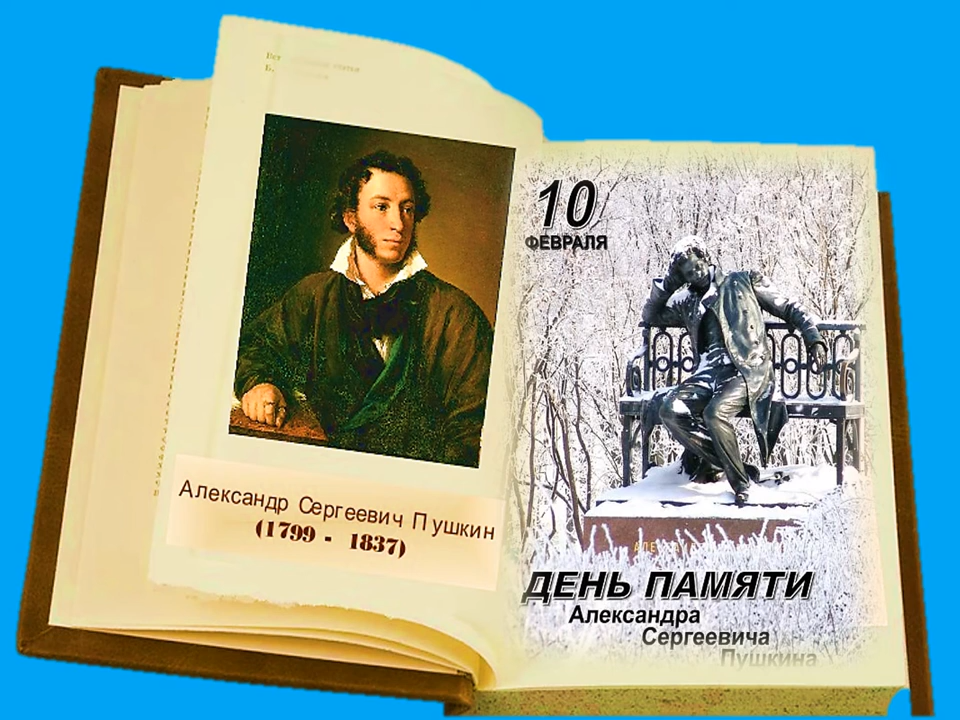 Александр Сергеевич Пушкин
(1799 - 1837)
10
ФЕВРАЛЯ
ДЕНЬ ПАМЯТИ
Александра
Сергеевича
Пушкина